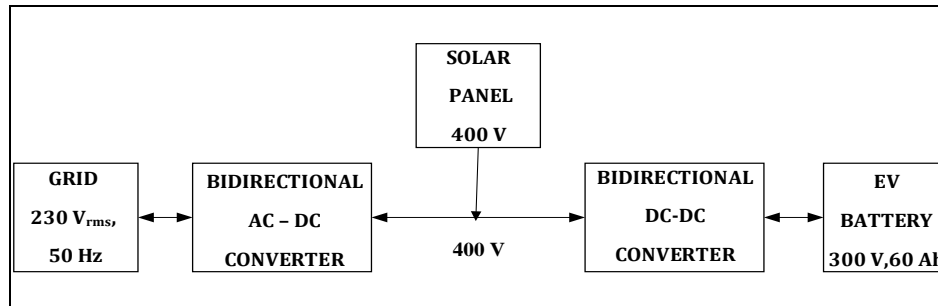 SOLAR
PANEL
400 V
GRID
230 Vrms,
50 Hz
BIDIRECTIONAL
AC – DC
CONVERTER
400 V
BIDIRECTIONAL
DC-DC
CONVERTER
EV
BATTERY
300 V,60 Ah